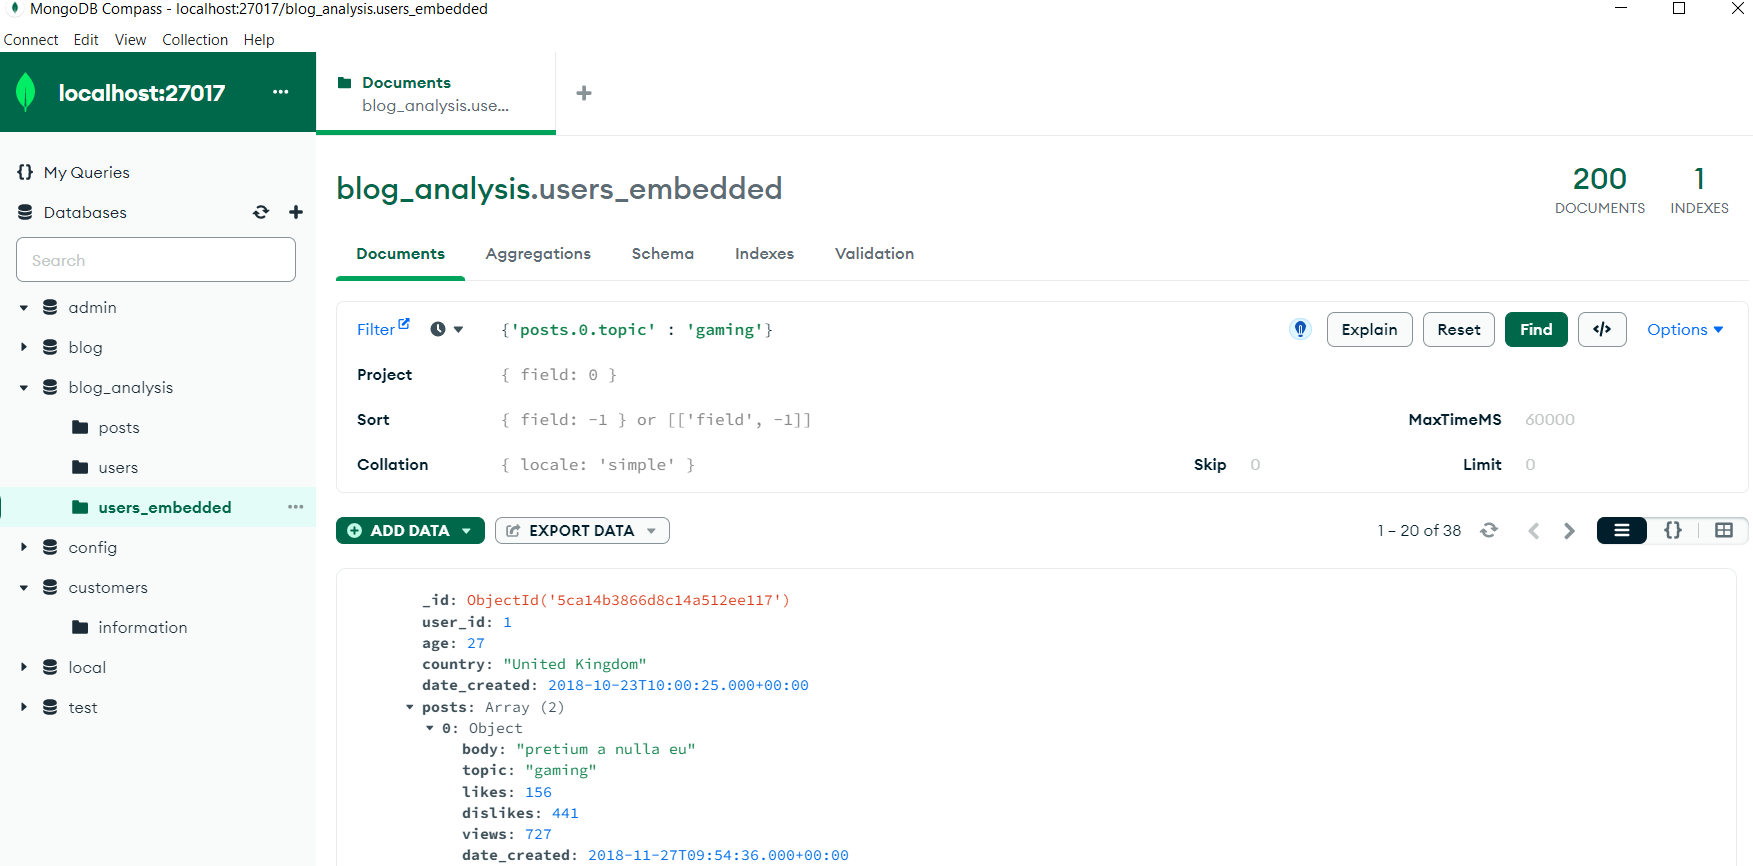 MongoDB Compass - localhost:27017/blog_analysis.users_embedded
Connect Edit View Collection Help
localhost:27017 ...
Documents
blog_analysis.use...
{} My Queries
Databases
Search
admin
blog
blog_analysis
posts
users
users_embedded ...
config
customers
information
local
test
blog_analysis.users_embedded
200 1
DOCUMENTS INDEXES
Documents Aggregations Schema Indexes Validation
Filter {'posts.0.topic' : 'gaming'} Explain Reset Find </> Options
Project { field: 0 }
Sort { field: -1 } or [['field', -1]] MaxTimeMS 60000
Collation { locale: 'simple' } Skip 0 Limit 0
ADD DATA EXPORT DATA 1 – 20 of 38 {}
_id: ObjectId('5ca14b3866d8c14a512ee117')
user_id: 1
age: 27
country: "United Kingdom"
date_created: 2018-10-23T10:00:25.000+00:00
posts: Array (2)
0: Object
body: "pretium a nulla eu"
topic: "gaming"
likes: 156
dislikes: 441
views: 727
date_created: 2018-11-27T09:54:36.000+00:00